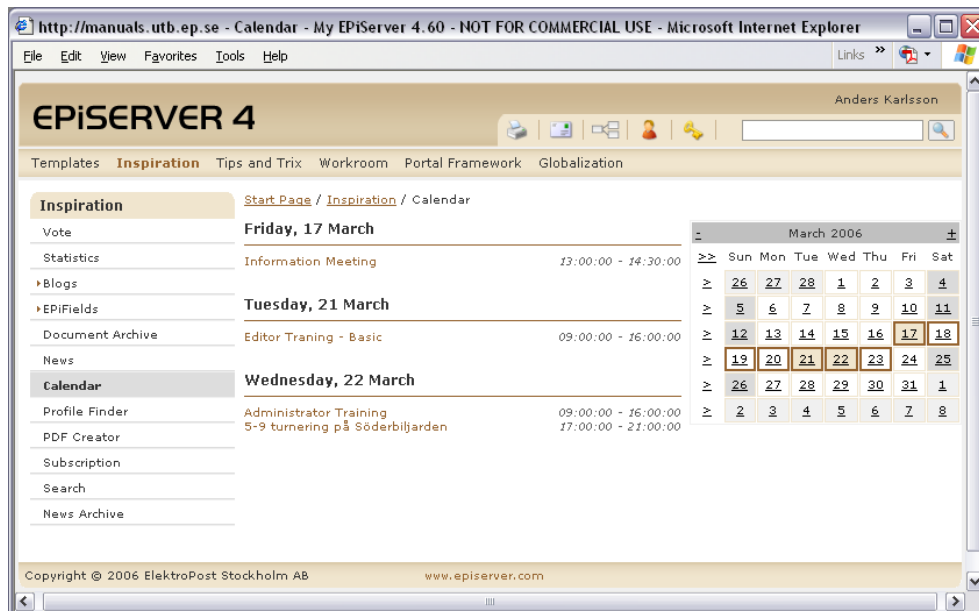 http://manuals.utb.ep.se - Calendar - My EPiServer 4.60 - NOT FOR COMMERCIAL USE - Microsoft Internet Explorer
File Edit View Favorites Tools Help Links »
Anders Karlsson
EPiSERVER 4
Templates Inspiration Tips and Trix Workroom Portal Framework Globalization
Inspiration
Vote
Statistics
Blogs
EPiFields
Document Archive
News
Calendar
Profile Finder
PDF Creator
Subscription
Search
News Archive
Start Page / Inspiration / Calendar
Friday, 17 March
Information Meeting 13:00:00 - 14:30:00
Tuesday, 21 March
Editor Traning - Basic 09:00:00 - 16:00:00
Wednesday, 22 March
Administrator Training 09:00:00 - 16:00:00
5-9 turnering på Söderbiljarden 17:00:00 - 21:00:00
- March 2006 +
>> Sun Mon Tue Wed Thu Fri Sat
> 26 27 28 1 2 3 4
> 5 6 7 8 9 10 11
> 12 13 14 15 16 17 18
> 19 20 21 22 23 24 25
> 26 27 28 29 30 31 1
> 2 3 4 5 6 7 8
Copyright © 2006 ElektroPost Stockholm AB www.episerver.com